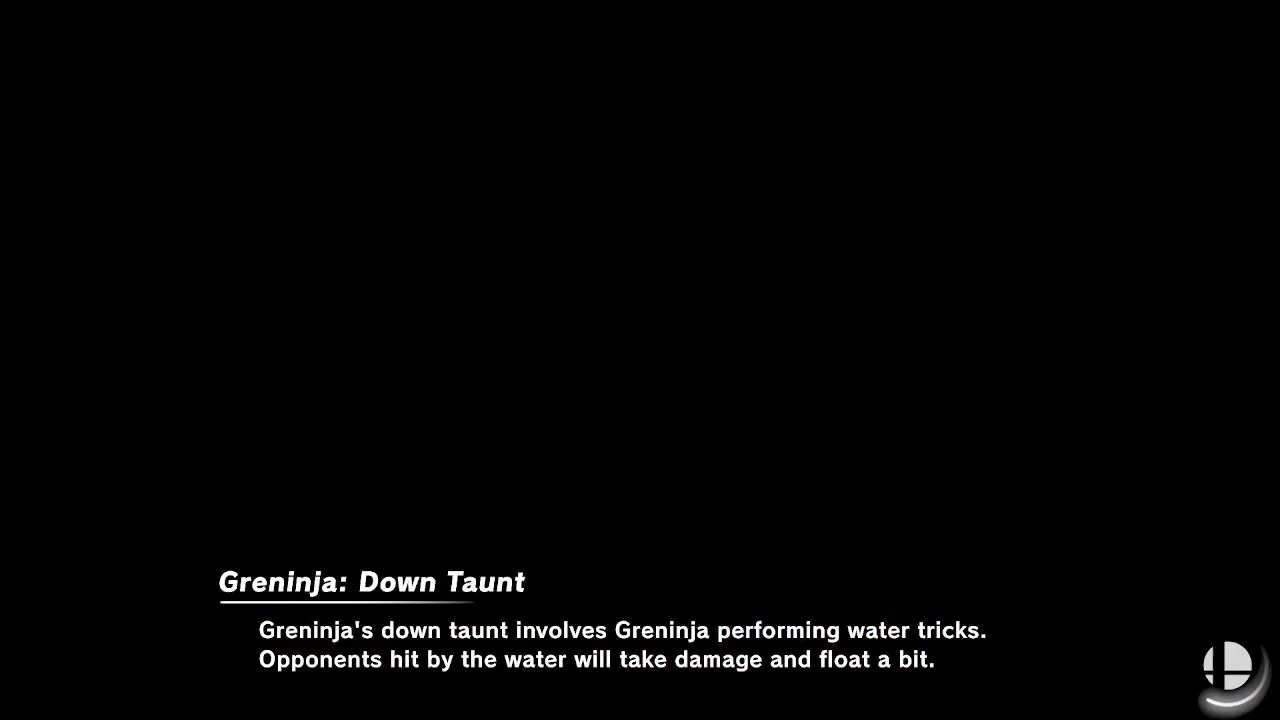 Greninja: Down Taunt
Greninja's down taunt involves Greninja performing water tricks.
Opponents hit by the water will take damage and float a bit.